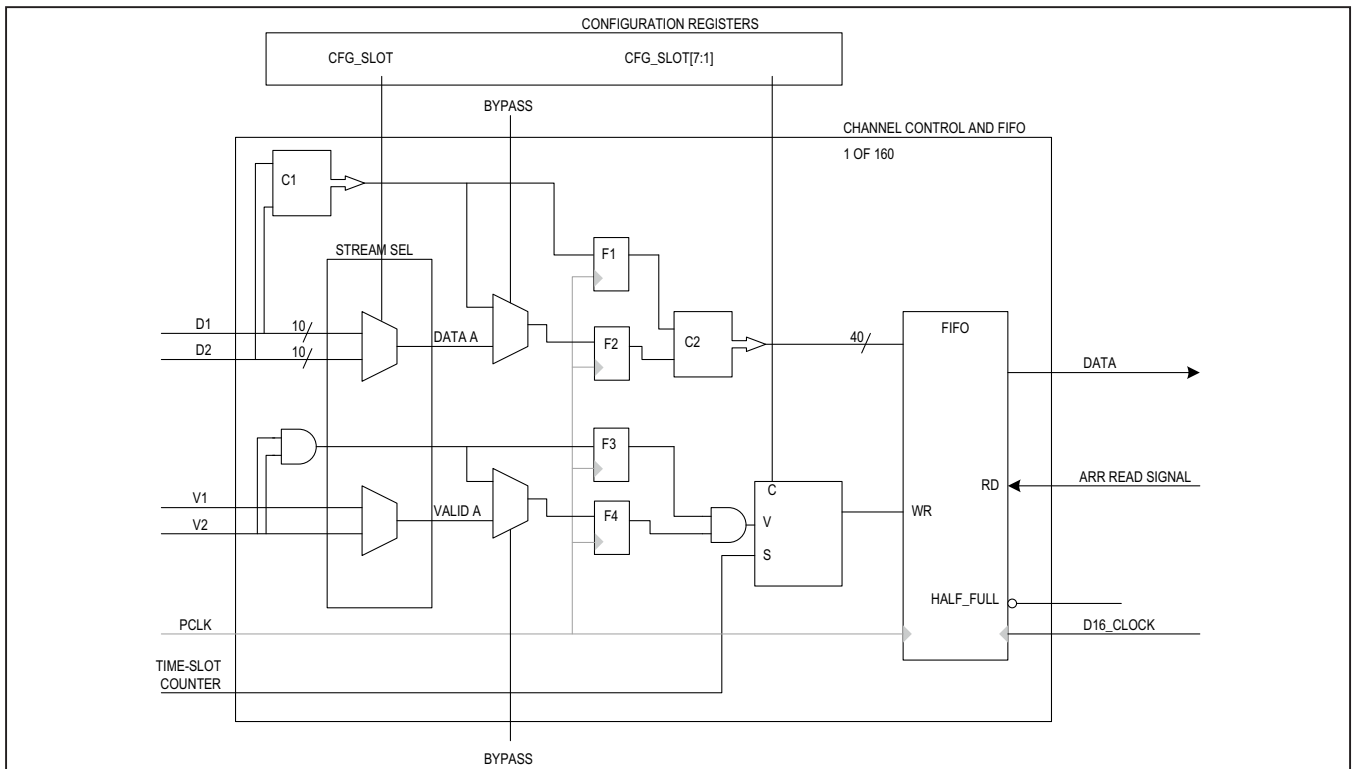 CONFIGURATION REGISTERS
CFG_SLOT
CFG_SLOT[7:1]
BYPASS
CHANNEL CONTROL AND FIFO
1 OF 160
C1
STREAM SEL
F1
D1
10
DATA A
F2
C2
40
FIFO
D2
10
DATA
F3
C
RD
ARR READ SIGNAL
V1
V2
VALID A
F4
V
WR
S
HALF_FULL
PCLK
D16_CLOCK
TIME-SLOT
COUNTER
BYPASS